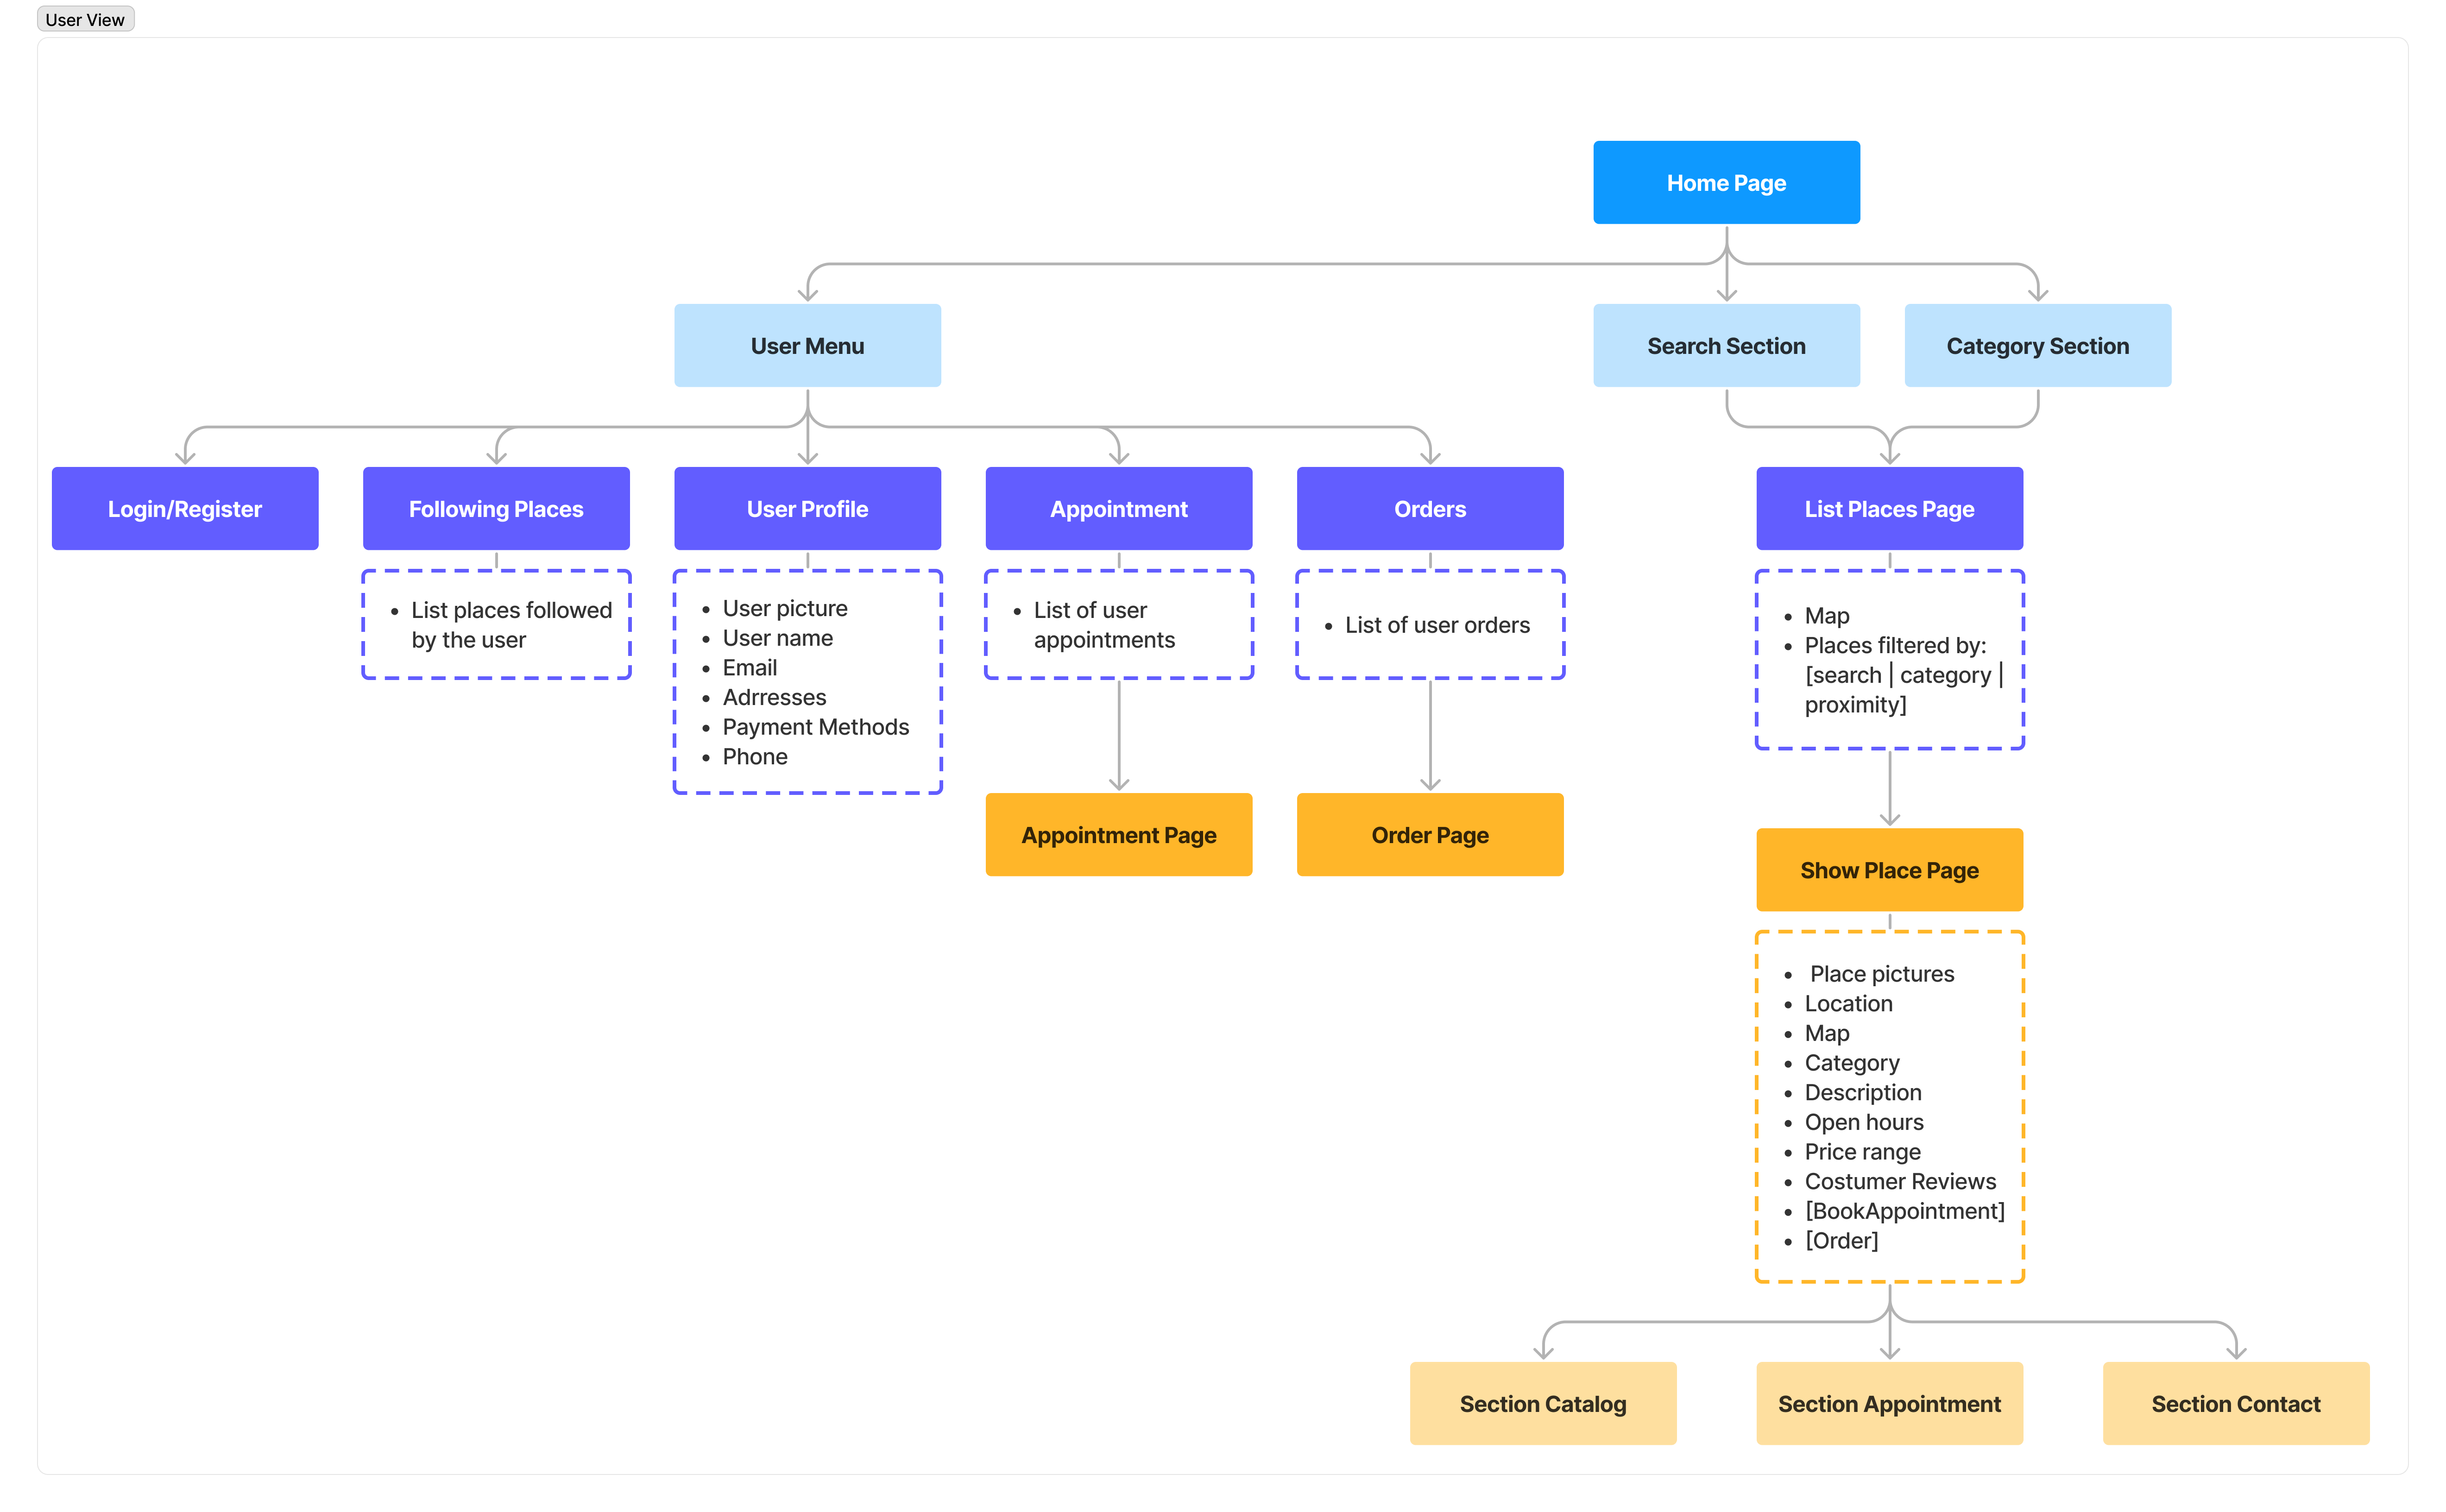 User View
Home Page
User Menu
Search Section
Category Section
Login/Register
Following Places
User Profile
Appointment
Orders
List Places Page
• List places followed
by the user
• User picture
• User name
• Email
• Adrresses
• Payment Methods
• Phone
• List of user
appointments
• List of user orders
• Map
• Places filtered by:
[search | category |
proximity]
Appointment Page
Order Page
Show Place Page
• Place pictures
• Location
• Map
• Category
• Description
• Open hours
• Price range
• Costumer Reviews
• [BookAppointment]
• [Order]
Section Catalog
Section Appointment
Section Contact